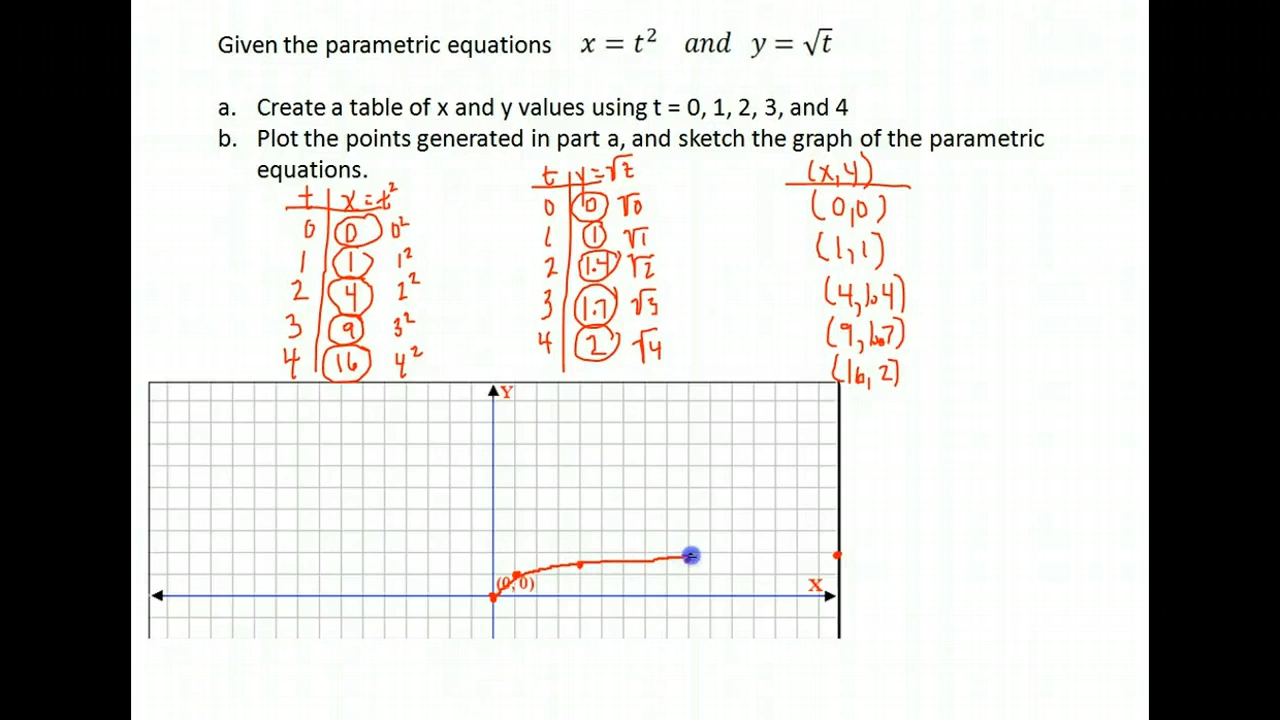 Given the parametric equations x = t² and y = √t
a. Create a table of x and y values using t = 0, 1, 2, 3, and 4
b. Plot the points generated in part a, and sketch the graph of the parametric
equations.
t x = t²
0 0 0²
1 1 1²
2 4 2²
3 9 3²
4 16 4²
t y = √t
0 0 √0
1 1 √1
2 1.4 √2
3 1.7 √3
4 2 √4
(x, y)
(0, 0)
(1, 1)
(4, 1.4)
(9, 1.7)
(16, 2)
Y
(0, 0)
X